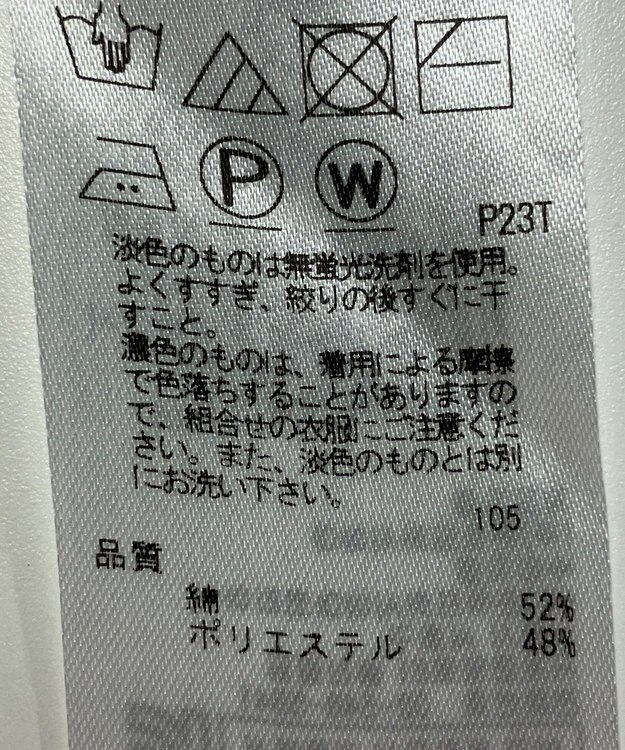 P W
P23T
淡色のものは無蛍光洗剤を使用。
よくすすぎ、絞りの後すぐに干
すこと。
濃色のものは、着用による摩擦
で色落ちすることがありますの
で、組合せの衣服にご注意くだ
さい。また、淡色のものとは別
にお洗い下さい。
105
品質
綿 52%
ポリエステル 48%